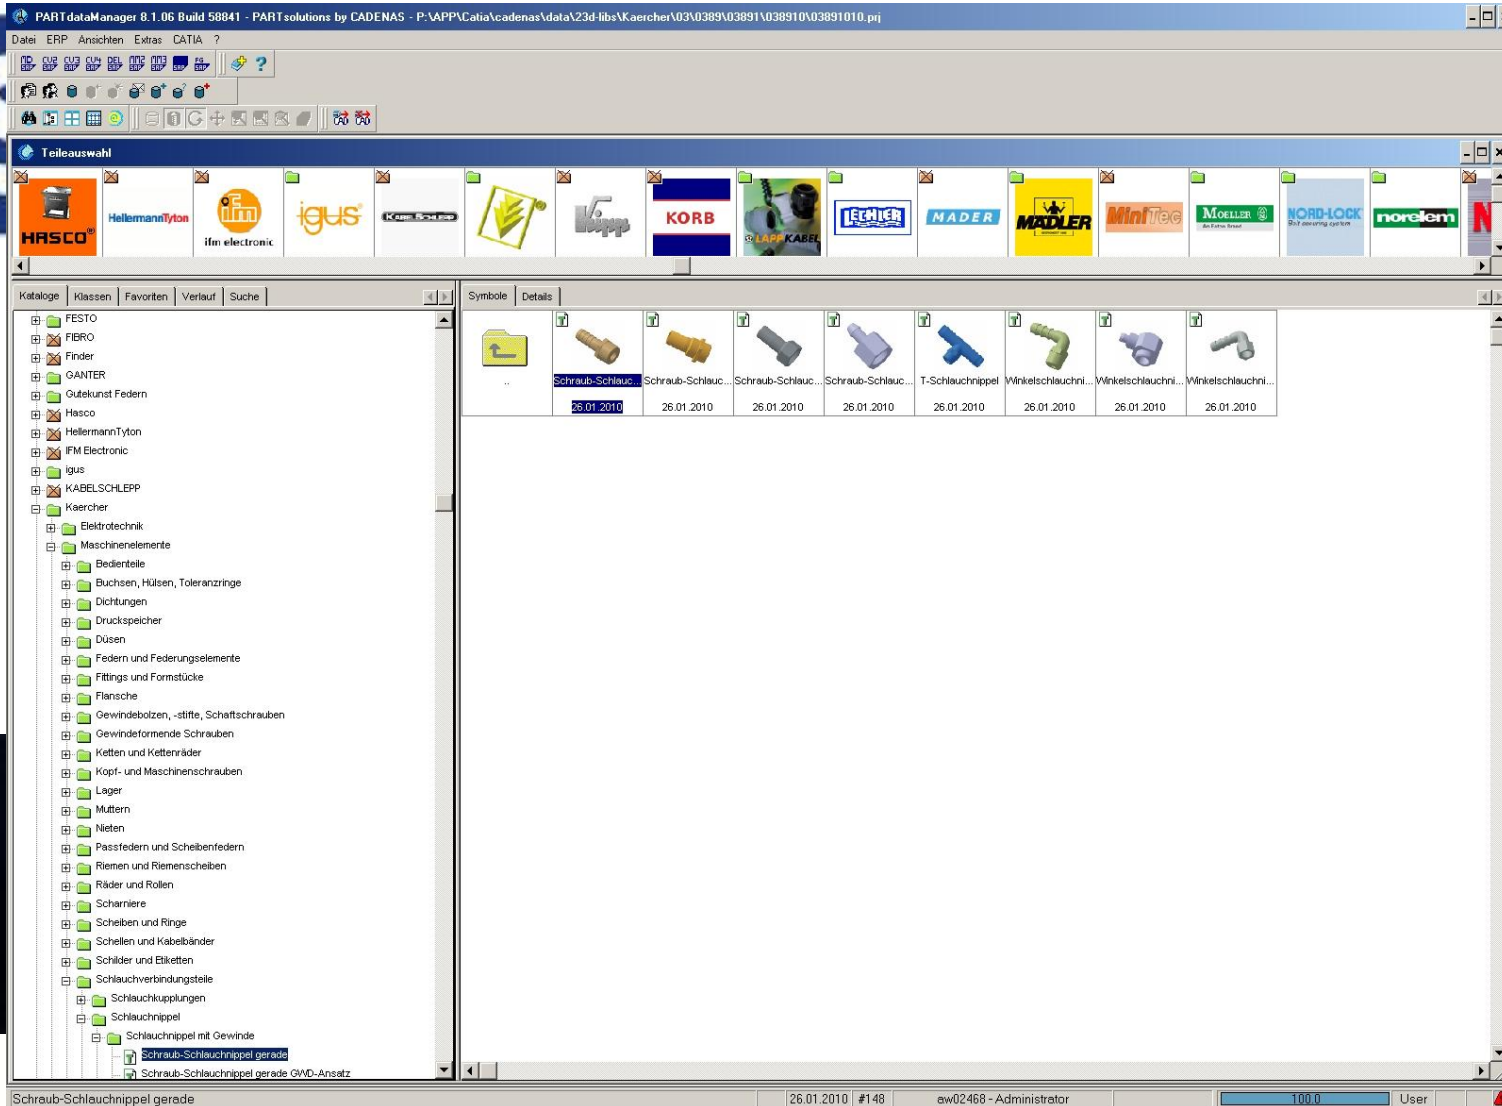 PARTdataManager 8.1.06 Build 58841 - PARTsolutions by CADENAS - P:\APP\Catia\cadenas\data\23d-libs\Kaercher\03\0389\03891\038910\03891010.prj
Datei ERP Ansichten Extras CATIA ?
Teileauswahl
HASCO® HellermannTyton ifm electronic igus® KABELSCHLEPP KORB LAPP KABEL LECHLER MADER MÄDLER MiniTec MOELLER NORD-LOCK norelem N
Bolt securing system
Kataloge Klassen Favoriten Verlauf Suche
Symbole Details
FESTO
FIBRO
Finder
GANTER
Gutekunst Federn
Hasco
HellermannTyton
IFM Electronic
igus
KABELSCHLEPP
Kaercher
Elektrotechnik
Maschinenelemente
Bedienteile
Buchsen, Hülsen, Toleranzringe
Dichtungen
Druckspeicher
Düsen
Federn und Federungselemente
Fittings und Formstücke
Flansche
Gewindebolzen, -stifte, Schaftschrauben
Gewindeformende Schrauben
Ketten und Kettenräder
Kopf- und Maschinenschrauben
Lager
Muttern
Nieten
Passfedern und Scheibenfedern
Riemen und Riemenscheiben
Räder und Rollen
Scharniere
Scheiben und Ringe
Schellen und Kabelbänder
Schilder und Etiketten
Schlauchverbindungsteile
Schlauchkupplungen
Schlauchnippel
Schlauchnippel mit Gewinde
Schraub-Schlauchnippel gerade
Schraub-Schlauchnippel gerade GWD-Ansatz
.. Schraub-Schlauc... Schraub-Schlauc... Schraub-Schlauc... Schraub-Schlauc... T-Schlauchnippel Winkelschlauchni... Winkelschlauchni... Winkelschlauchni...
26.01.2010 26.01.2010 26.01.2010 26.01.2010 26.01.2010 26.01.2010 26.01.2010 26.01.2010
Schraub-Schlauchnippel gerade 26.01.2010 #148 aw02468 - Administrator 100.0 User